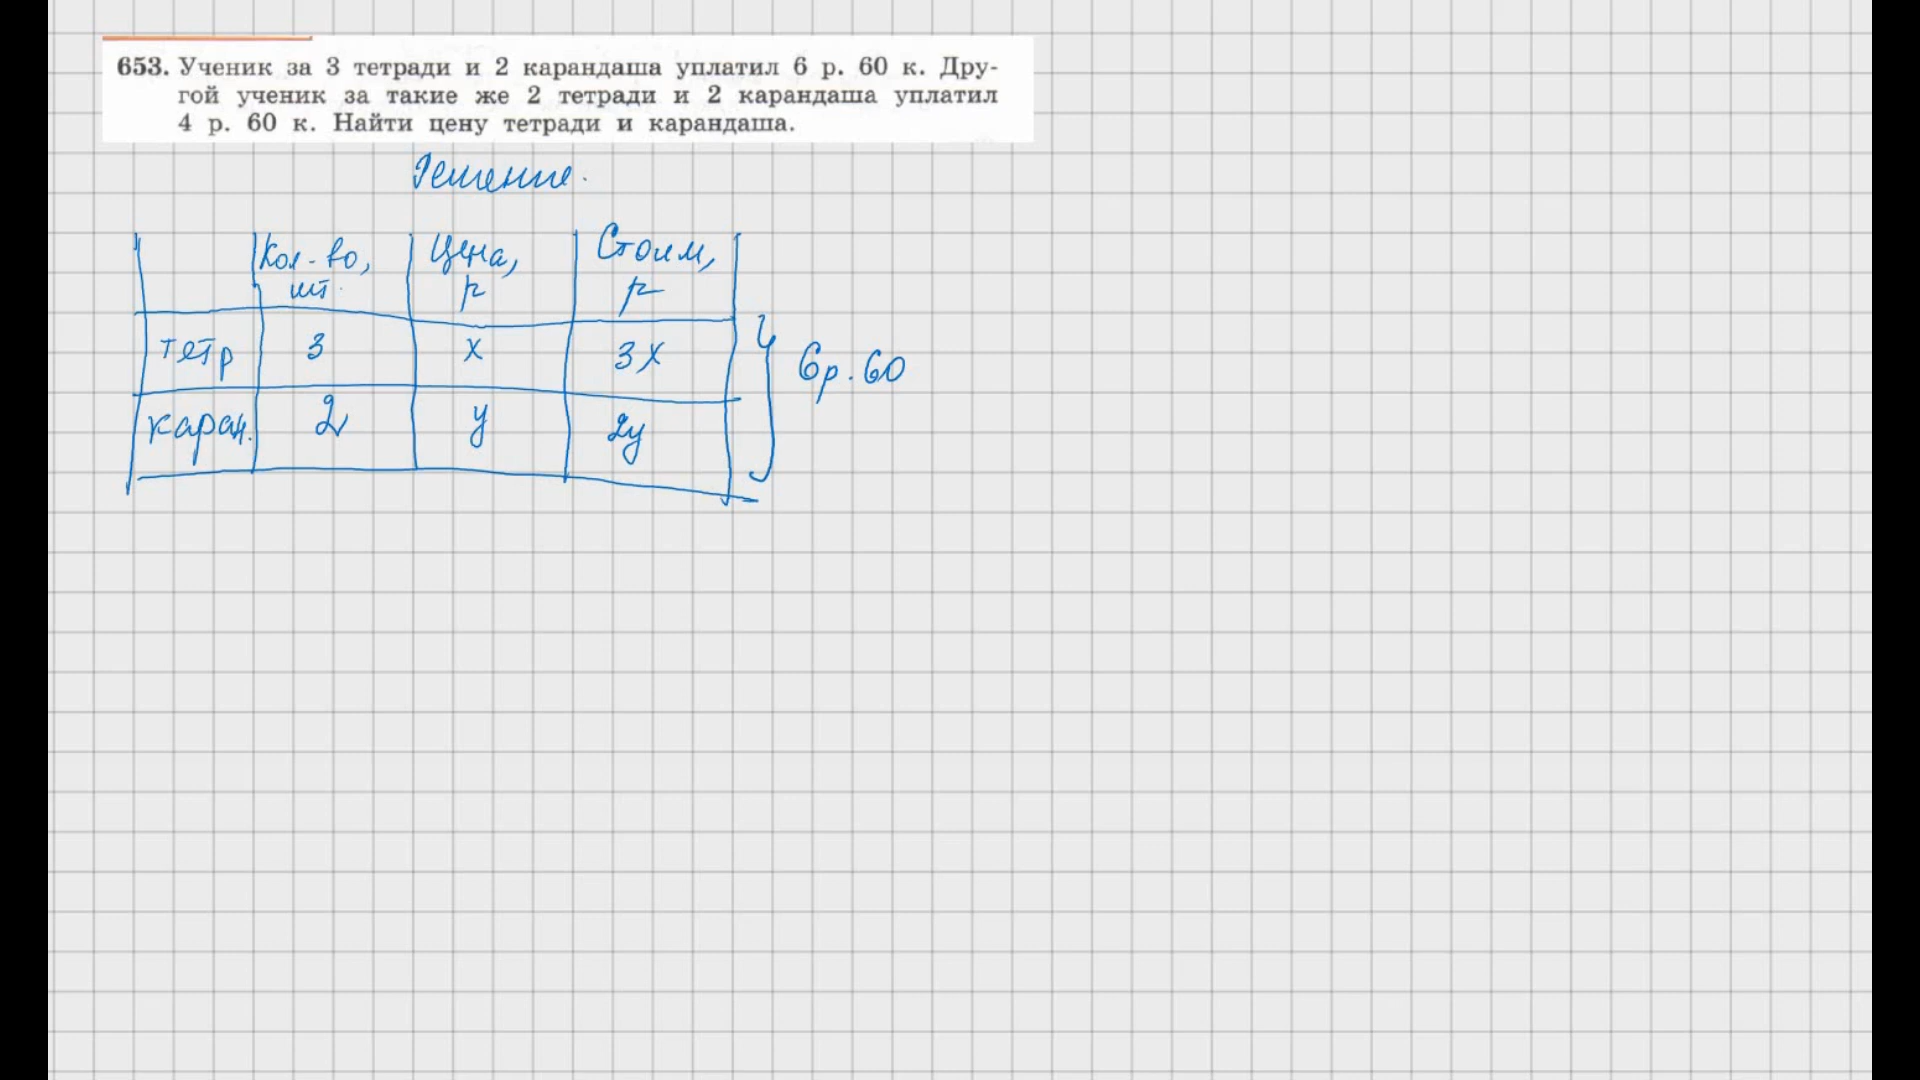 653. Ученик за 3 тетради и 2 карандаша уплатил 6 р. 60 к. Дру-
гой ученик за такие же 2 тетради и 2 карандаша уплатил
4 р. 60 к. Найти цену тетради и карандаша.
Решение.
Кол-во, шт. Цена, р Стоим, р
тетр 3 x 3x
каран. 2 y 2y
6р. 60